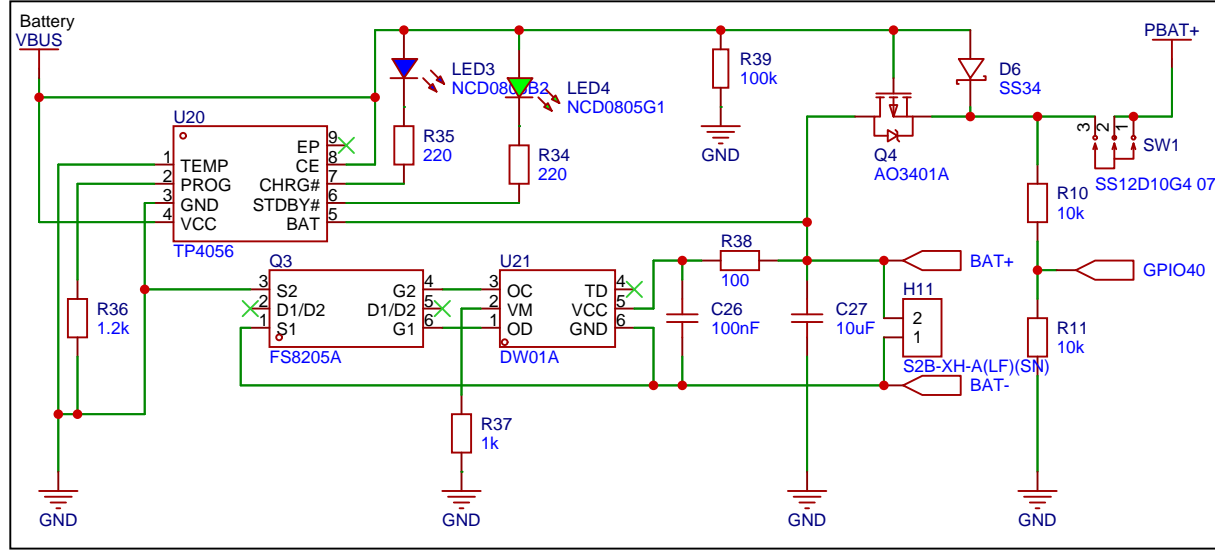 Battery
VBUS
PBAT+
LED3
NCD0805B2
LED4
NCD0805G1
R39
100k
D6
SS34
U20
EP 9
1 TEMP CE 8
2 PROG CHRG# 7
3 GND STDBY# 6
4 VCC BAT 5
TP4056
R35
220
R34
220
GND
Q4
AO3401A
3 2 1
SW1
SS12D10G4 07
R10
10k
GPIO40
Q3
3 S2 G2 4
2 D1/D2 D1/D2 5
1 S1 G1 6
FS8205A
U21
3 OC TD 4
2 VM VCC 5
1 OD GND 6
DW01A
R38
100
BAT+
H11
2
1
S2B-XH-A(LF)(SN)
BAT-
R36
1.2k
C26
100nF
C27
10uF
R11
10k
R37
1k
GND
GND
GND
GND